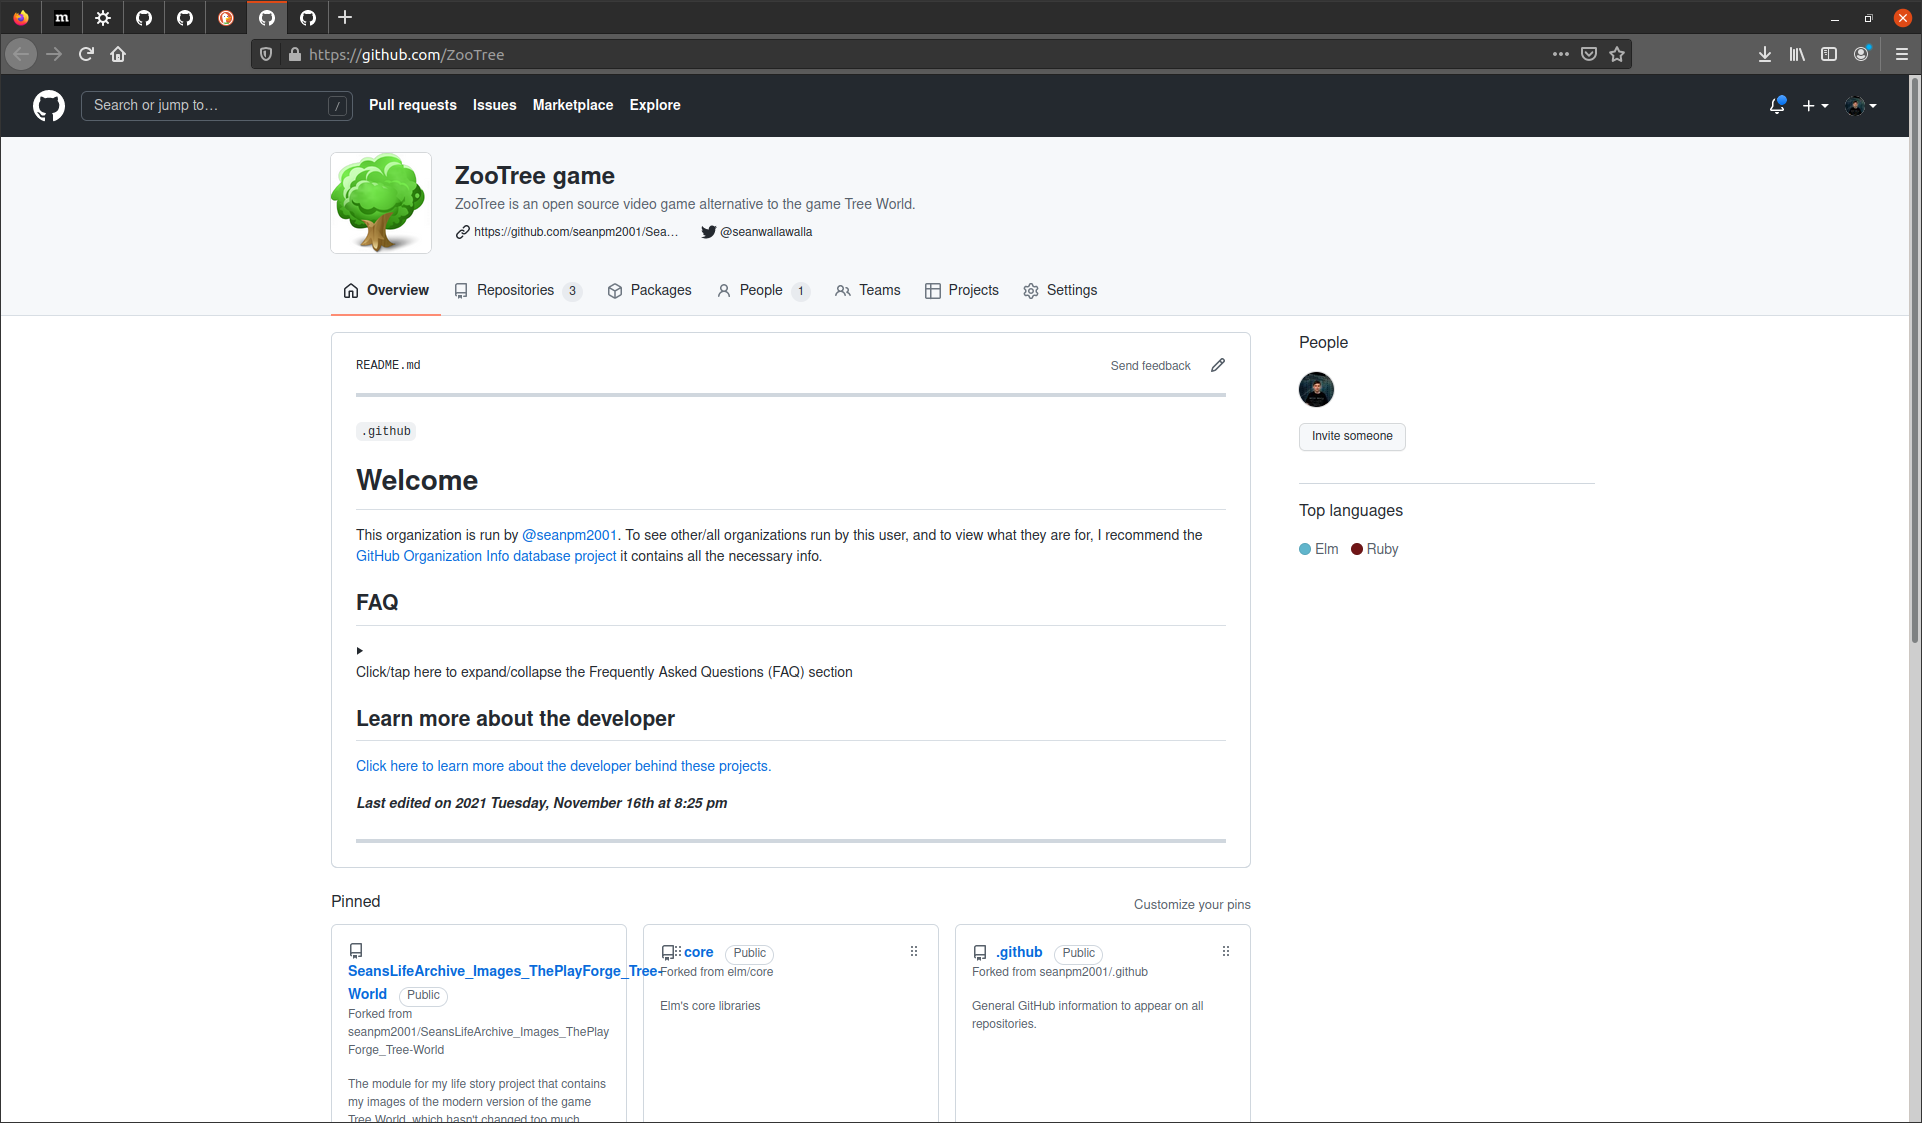 m
https://github.com/ZooTree
Search or jump to…
/
Pull requests
Issues
Marketplace
Explore
ZooTree game
ZooTree is an open source video game alternative to the game Tree World.
https://github.com/seanpm2001/Sea…
@seanwallawalla
Overview
Repositories 3
Packages
People 1
Teams
Projects
Settings
README.md
Send feedback
.github
Welcome
This organization is run by @seanpm2001. To see other/all organizations run by this user, and to view what they are for, I recommend the
GitHub Organization Info database project it contains all the necessary info.
FAQ
Click/tap here to expand/collapse the Frequently Asked Questions (FAQ) section
Learn more about the developer
Click here to learn more about the developer behind these projects.
Last edited on 2021 Tuesday, November 16th at 8:25 pm
People
Invite someone
Top languages
Elm Ruby
Pinned
Customize your pins
SeansLifeArchive_Images_ThePlayForge_Tree-
World Public
Forked from
seanpm2001/SeansLifeArchive_Images_ThePlay
Forge_Tree-World
The module for my life story project that contains
my images of the modern version of the game
Tree World, which hasn't changed too much
core Public
Forked from elm/core
Elm's core libraries
.github Public
Forked from seanpm2001/.github
General GitHub information to appear on all
repositories.